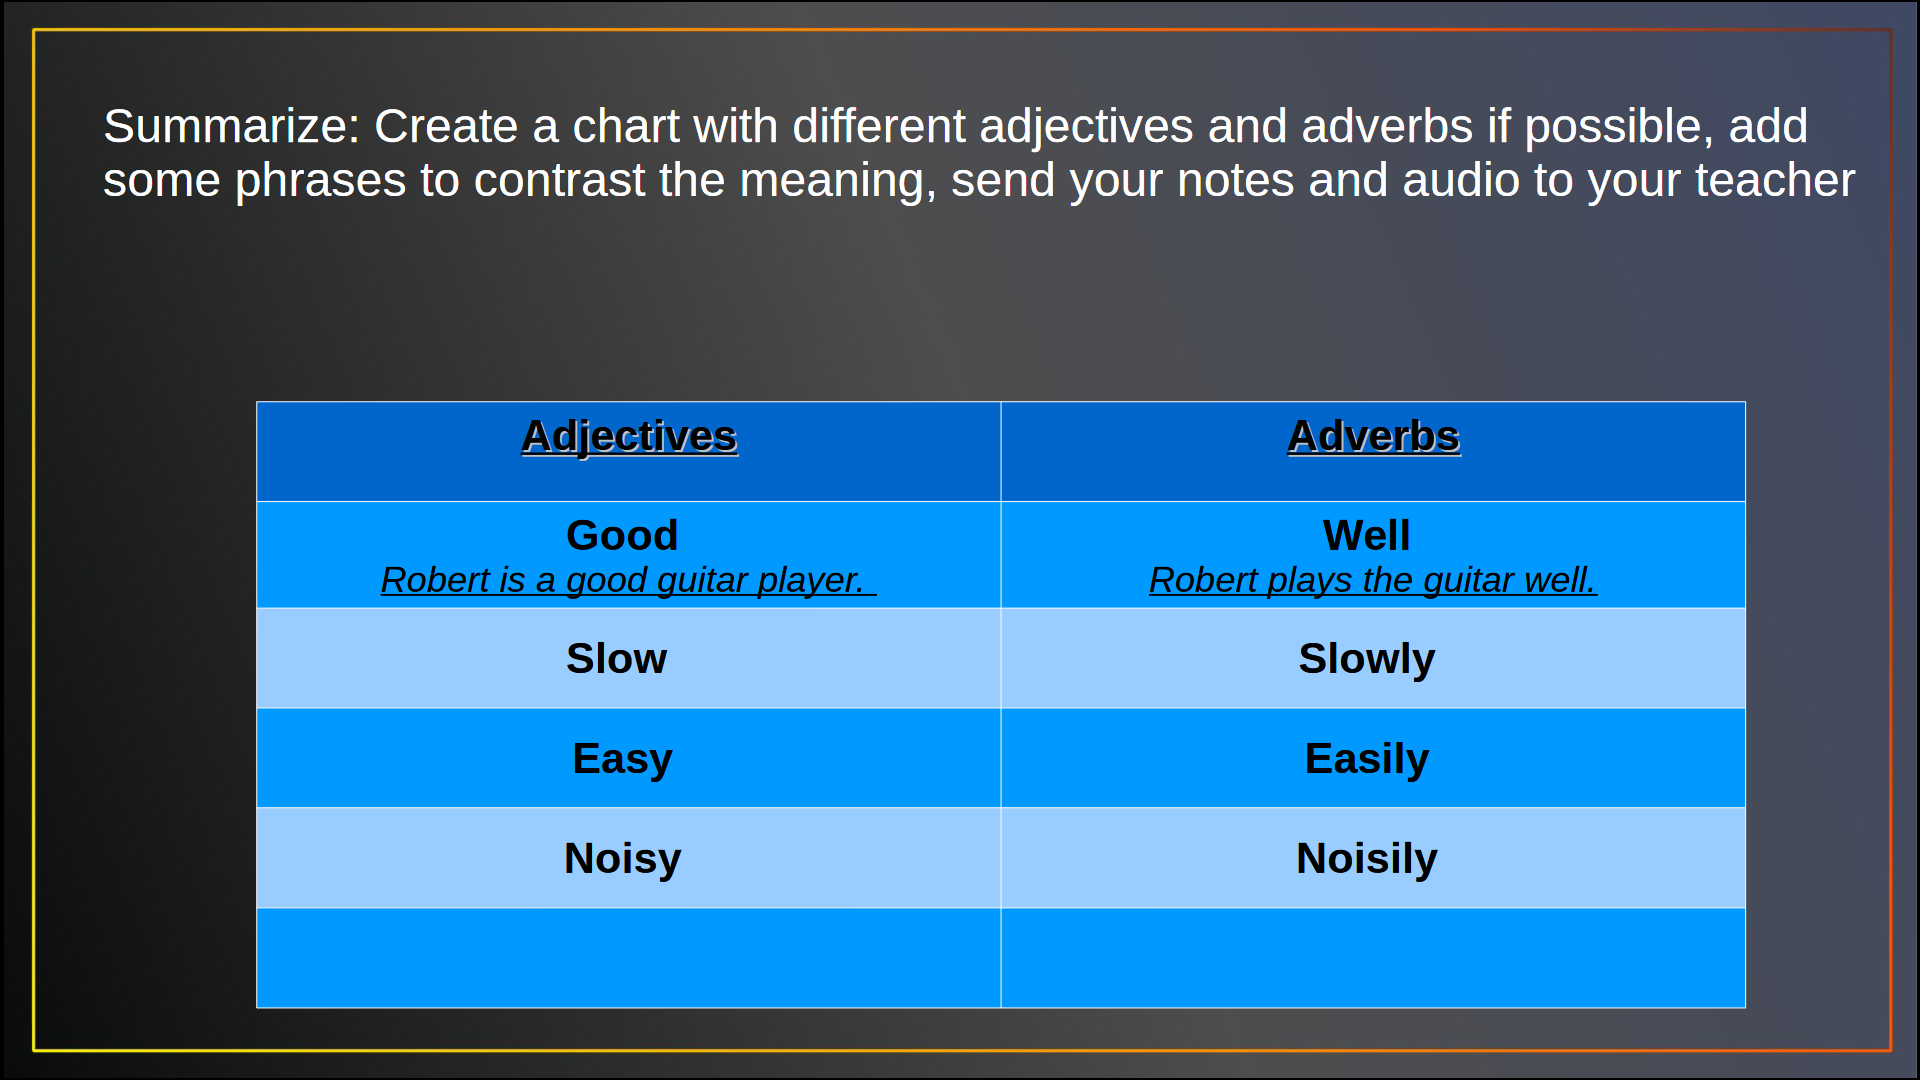 Summarize: Create a chart with different adjectives and adverbs if possible, add
some phrases to contrast the meaning, send your notes and audio to your teacher
Adjectives
Adverbs
Good
Robert is a good guitar player.
Well
Robert plays the guitar well.
Slow
Slowly
Easy
Easily
Noisy
Noisily